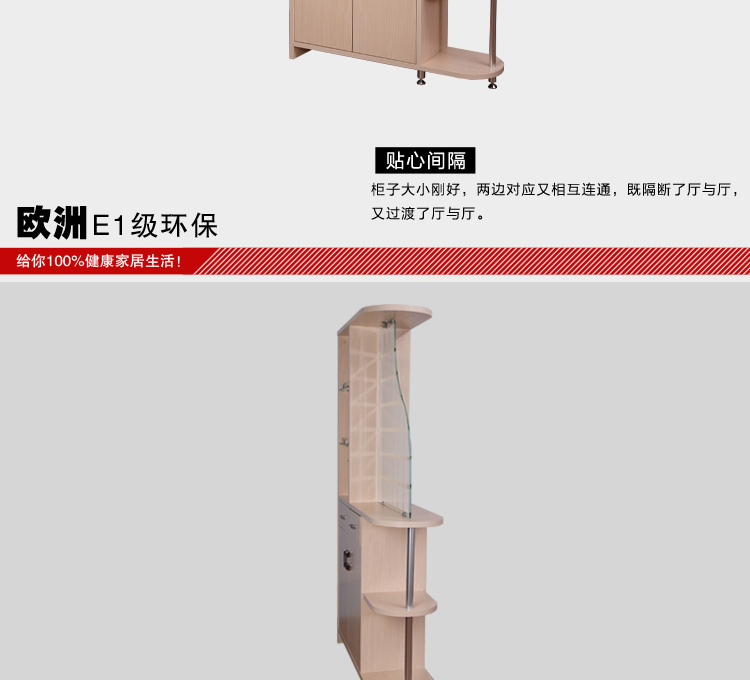 贴心间隔
柜子大小刚好，两边对应又相互连通，既隔断了厅与厅，
又过渡了厅与厅。
欧洲E1级环保
给你100%健康家居生活！